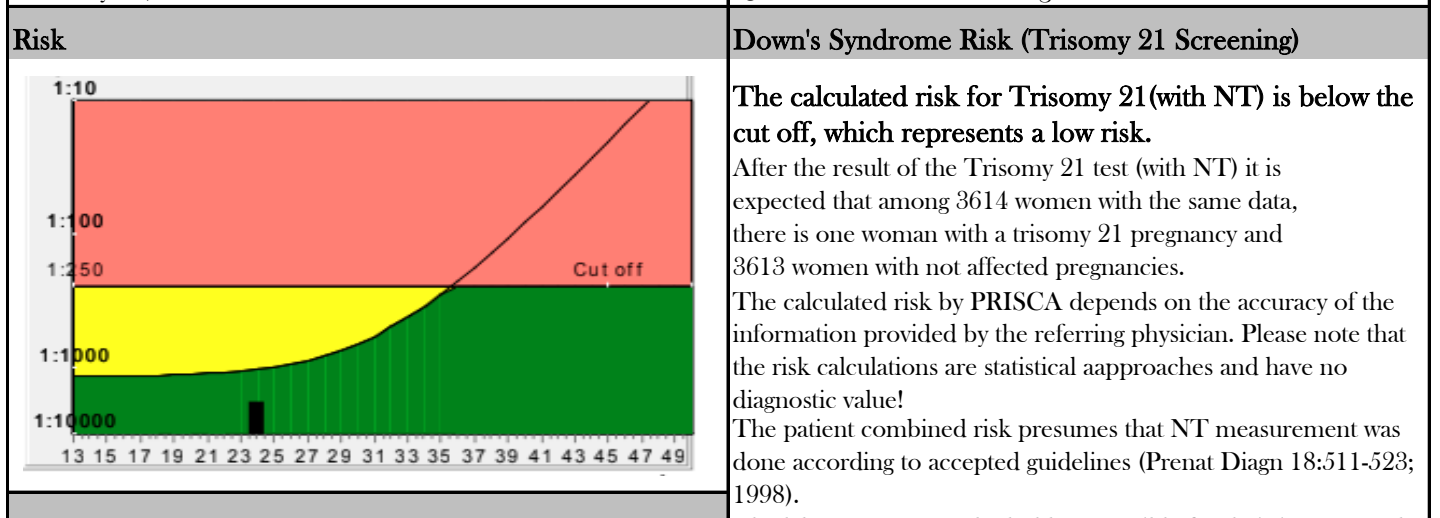 Risk
1:10
1:100
1:250
Cut off
1:1000
1:10000
13 15 17 19 21 23 25 27 29 31 33 35 37 39 41 43 45 47 49
Down's Syndrome Risk (Trisomy 21 Screening)
The calculated risk for Trisomy 21(with NT) is below the
cut off, which represents a low risk.
After the result of the Trisomy 21 test (with NT) it is
expected that among 3614 women with the same data,
there is one woman with a trisomy 21 pregnancy and
3613 women with not affected pregnancies.
The calculated risk by PRISCA depends on the accuracy of the
information provided by the referring physician. Please note that
the risk calculations are statistical aapproaches and have no
diagnostic value!
The patient combined risk presumes that NT measurement was
done according to accepted guidelines (Prenat Diagn 18:511-523;
1998).